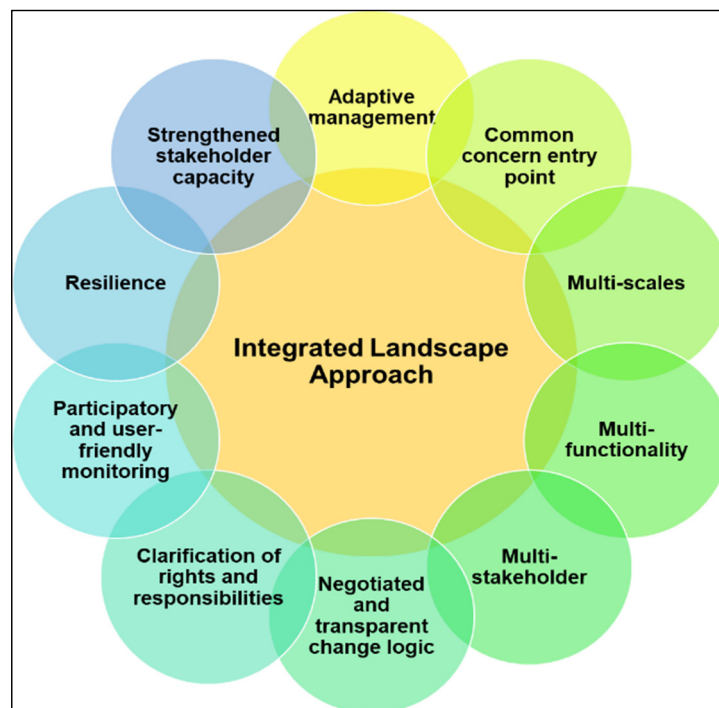 Adaptive
management
Common
concern entry
point
Multi-scales
Multi-
functionality
Multi-
stakeholder
Negotiated
and
transparent
change logic
Clarification of
rights and
responsibilities
Participatory
and user-
friendly
monitoring
Resilience
Strengthened
stakeholder
capacity
Integrated Landscape
Approach